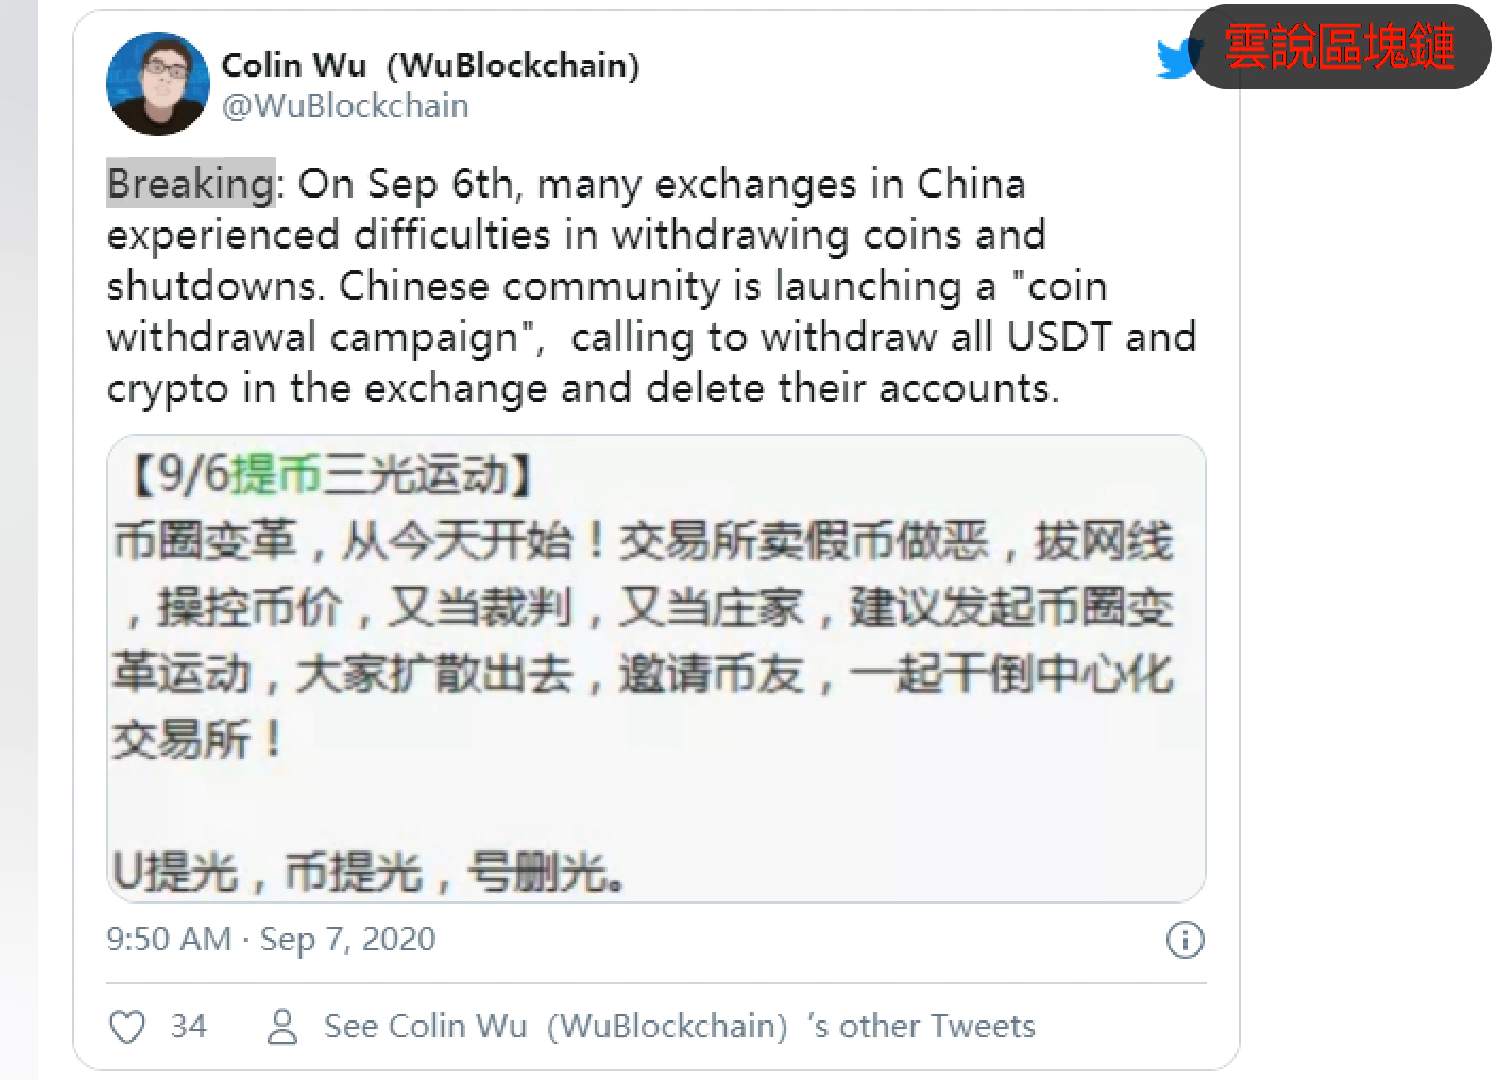 雲說區塊鏈
Colin Wu（WuBlockchain）
@WuBlockchain
Breaking: On Sep 6th, many exchanges in China
experienced difficulties in withdrawing coins and
shutdowns. Chinese community is launching a "coin
withdrawal campaign",  calling to withdraw all USDT and
crypto in the exchange and delete their accounts.
【9/6提币三光运动】
币圈变革，从今天开始！交易所卖假币做恶，拔网线
，操控币价，又当裁判，又当庄家，建议发起币圈变
革运动，大家扩散出去，邀请币友，一起干倒中心化
交易所！
U提光，币提光，号删光。
9:50 AM · Sep 7, 2020
34
See Colin Wu（WuBlockchain）'s other Tweets